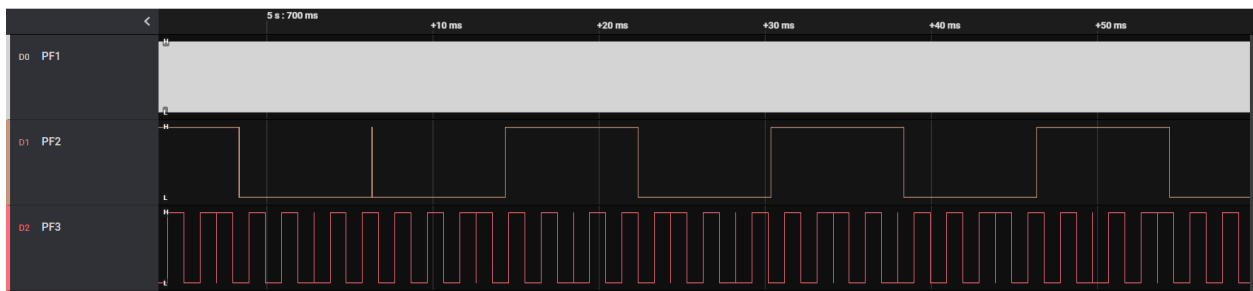 5 s : 700 ms
+10 ms +20 ms +30 ms +40 ms +50 ms
D0 PF1
H
L
D1 PF2
H
L
D2 PF3
H
L